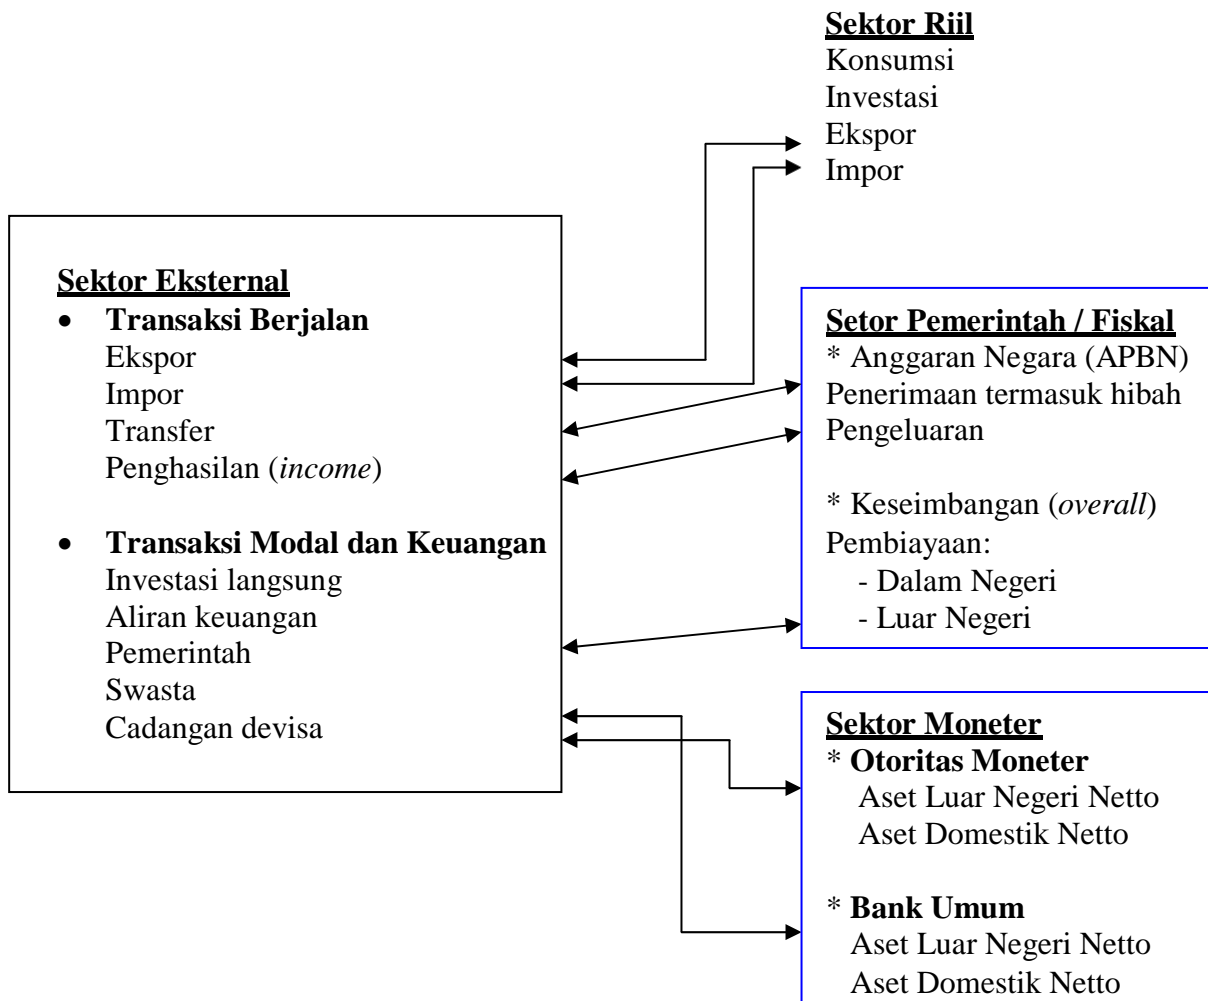 Sektor Riil
Konsumsi
Investasi
Ekspor
Impor
Sektor Eksternal
• Transaksi Berjalan
Ekspor
Impor
Transfer
Penghasilan (income)
• Transaksi Modal dan Keuangan
Investasi langsung
Aliran keuangan
Pemerintah
Swasta
Cadangan devisa
Setor Pemerintah / Fiskal
* Anggaran Negara (APBN)
Penerimaan termasuk hibah
Pengeluaran
* Keseimbangan (overall)
Pembiayaan:
- Dalam Negeri
- Luar Negeri
Sektor Moneter
* Otoritas Moneter
Aset Luar Negeri Netto
Aset Domestik Netto
* Bank Umum
Aset Luar Negeri Netto
Aset Domestik Netto